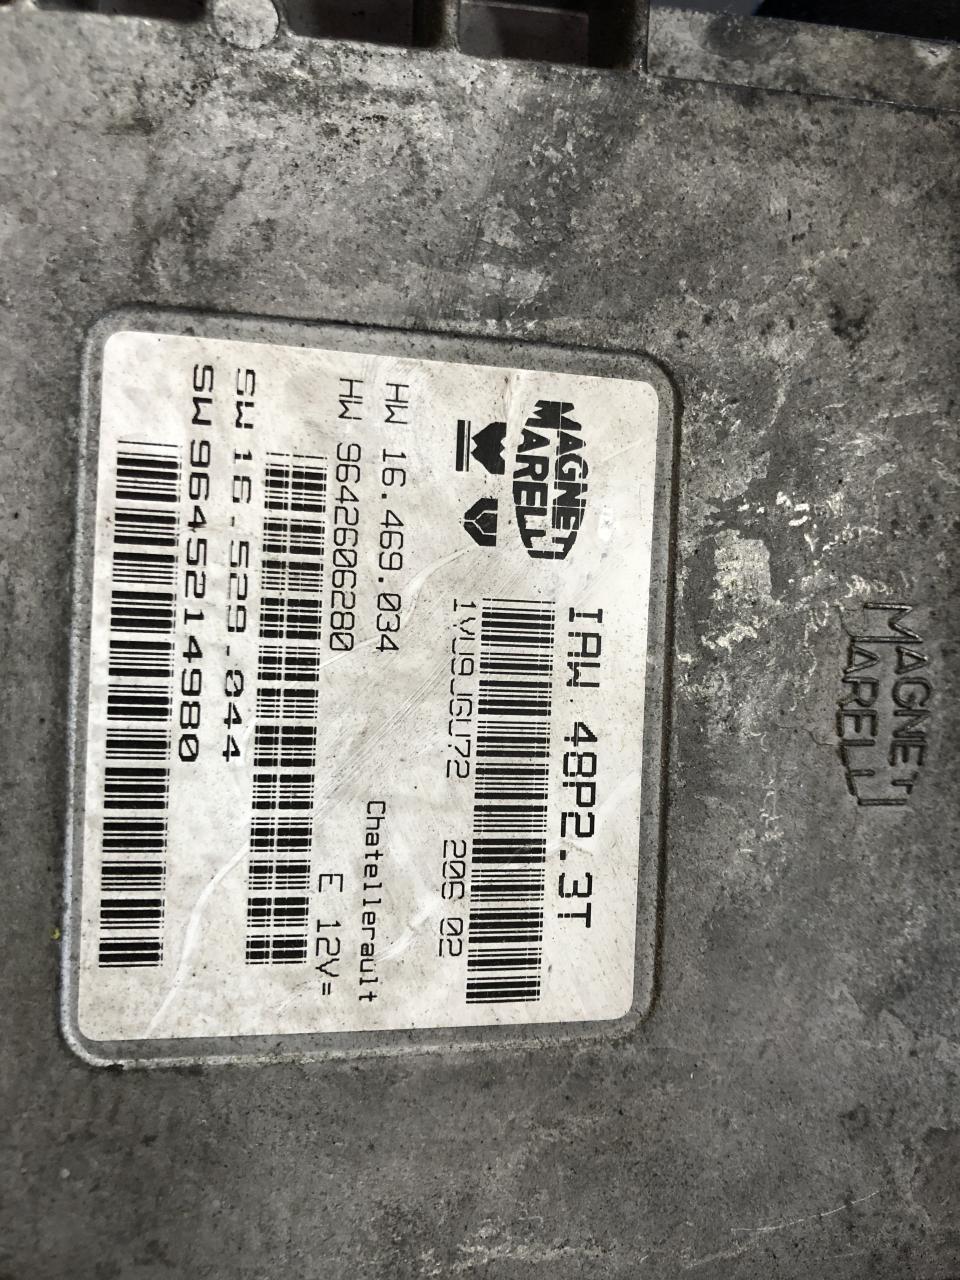 MAGNETI
MARELLI
IAW 48P2.3T
1VJ9JGJ72 206 02
HW 16.469.034
HW 9642606280
Chatellerault
E 12V=
SW 16.529.044
SW 9645214980
MAGNETI
MARELLI